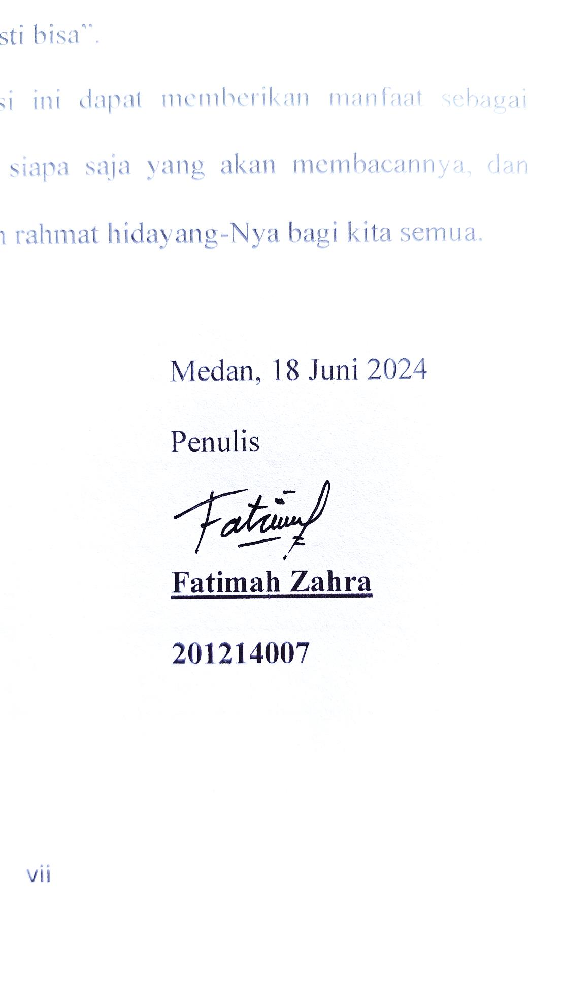 sti bisa”.
si ini dapat memberikan manfaat sebagai
siapa saja yang akan membacannya, dan
rahmat hidayang-Nya bagi kita semua.
Medan, 18 Juni 2024
Penulis
Fatimah Zahra
201214007
vii